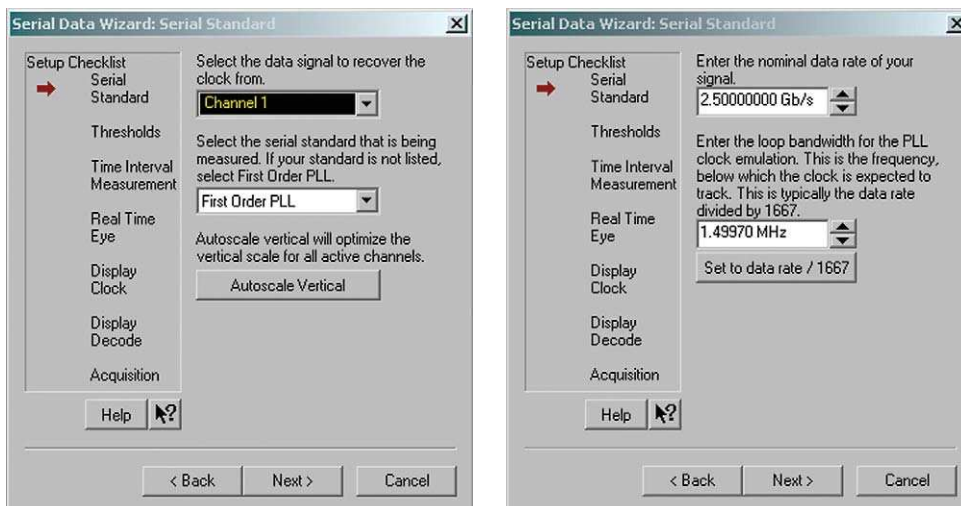 Serial Data Wizard: Serial Standard
Setup Checklist
Serial
Standard
Thresholds
Time Interval
Measurement
Real Time
Eye
Display
Clock
Display
Decode
Acquisition
Select the data signal to recover the
clock from.
Channel 1
Select the serial standard that is being
measured. If your standard is not listed,
select First Order PLL.
First Order PLL
Autoscale vertical will optimize the
vertical scale for all active channels.
Autoscale Vertical
Help
?
< Back
Next >
Cancel
Serial Data Wizard: Serial Standard
Setup Checklist
Serial
Standard
Thresholds
Time Interval
Measurement
Real Time
Eye
Display
Clock
Display
Decode
Acquisition
Enter the nominal data rate of your
signal.
2.50000000 Gb/s
Enter the loop bandwidth for the PLL
clock emulation. This is the frequency,
below which the clock is expected to
track. This is typically the data rate
divided by 1667.
1.49970 MHz
Set to data rate / 1667
Help
?
< Back
Next >
Cancel